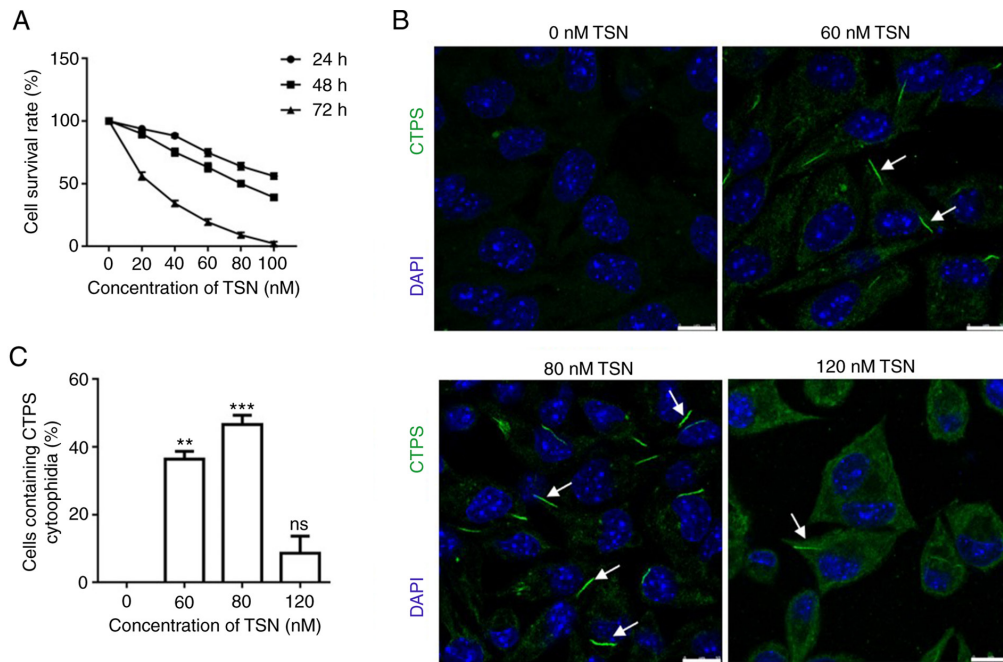 A
150
100
50
0
Cell survival rate (%)
24 h
48 h
72 h
0 20 40 60 80 100
Concentration of TSN (nM)
B
0 nM TSN
60 nM TSN
CTPS
DAPI
80 nM TSN
120 nM TSN
CTPS
DAPI
C
60
40
20
0
Cells containing CTPS
cytoophidia (%)
**
***
ns
0 60 80 120
Concentration of TSN (nM)